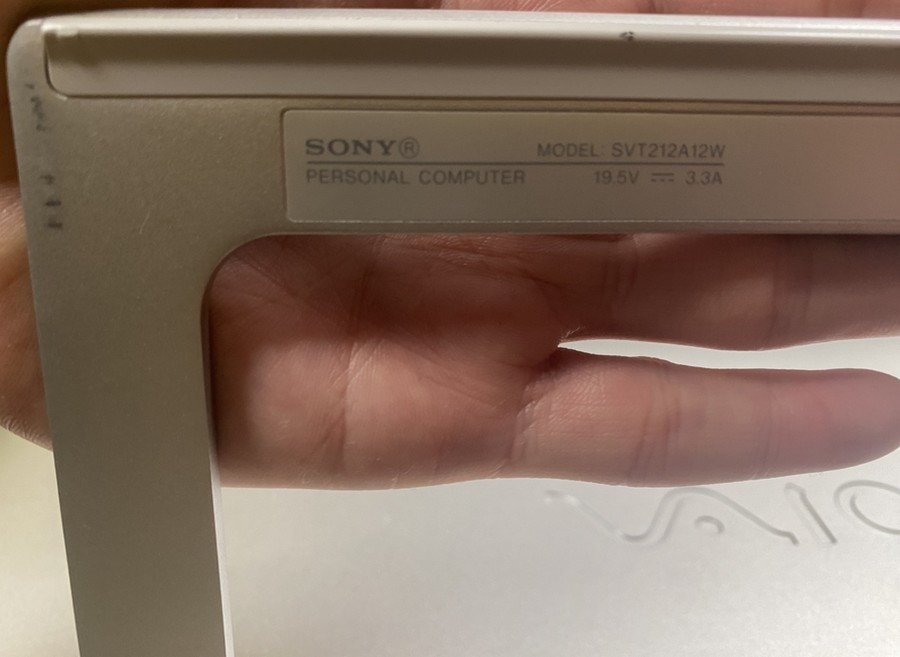 SONY® MODEL: SVT212A12W
PERSONAL COMPUTER 19.5V ⎓ 3.3A
VAIO